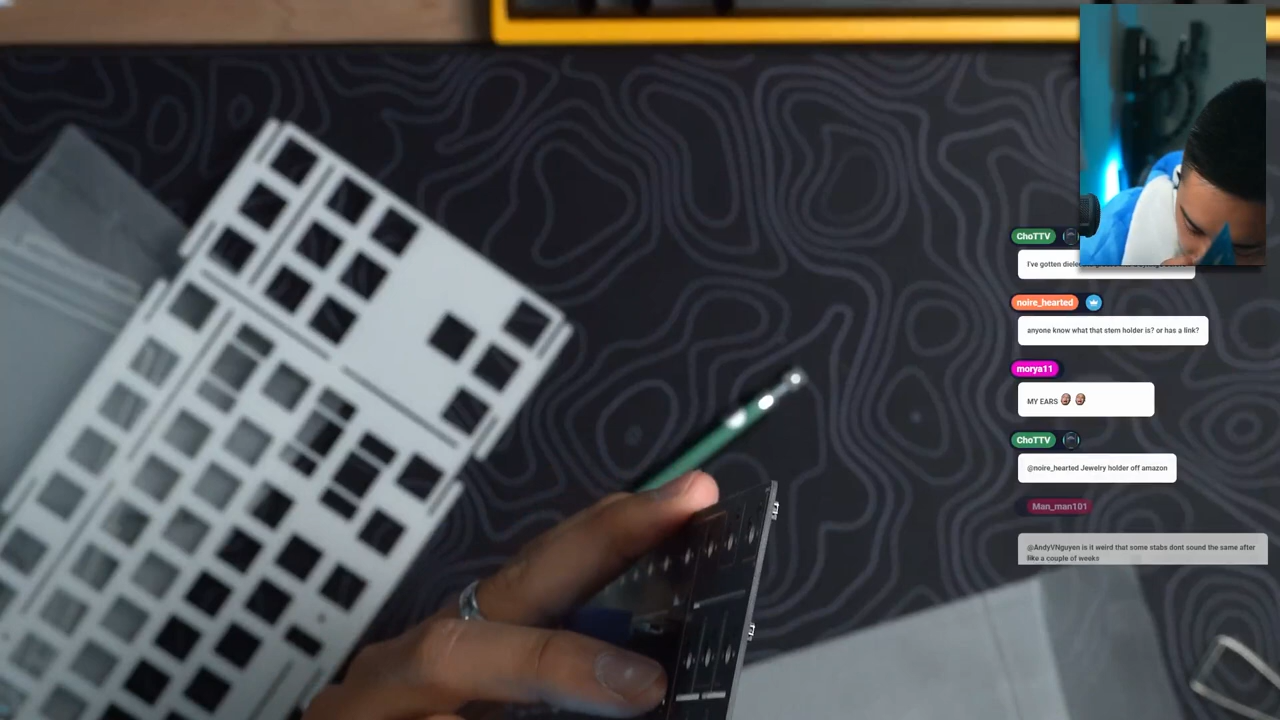 ChoTTV
I've gotten
noire_hearted
anyone know what that stem holder is? or has a link?
morya11
MY EARS
ChoTTV
@noire_hearted Jewelry holder off amazon
Man_man101
@AndyVNguyen is it weird that some stabs dont sound the same after
like a couple of weeks